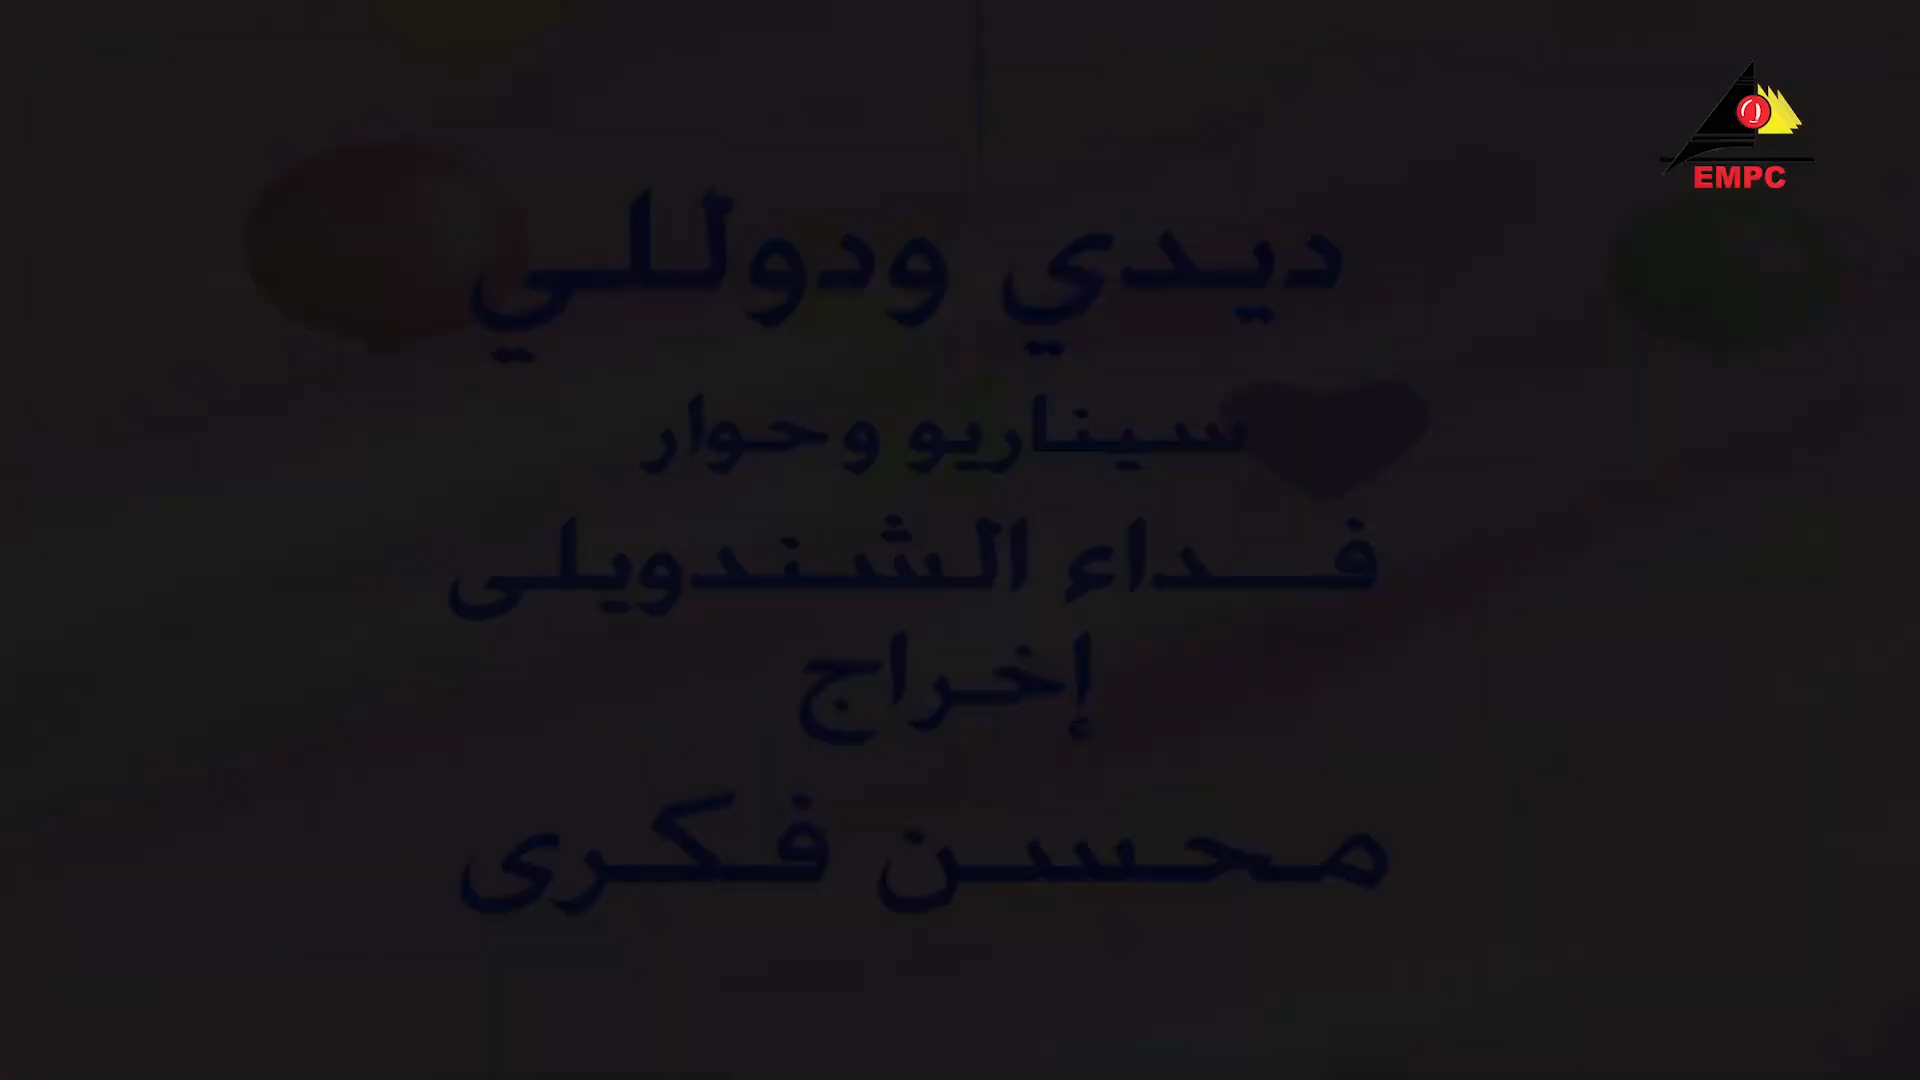 EMPC
ديدي ودوللي
سيناريو وحوار
فداء الشندويلى
إخراج
محسن فكرى